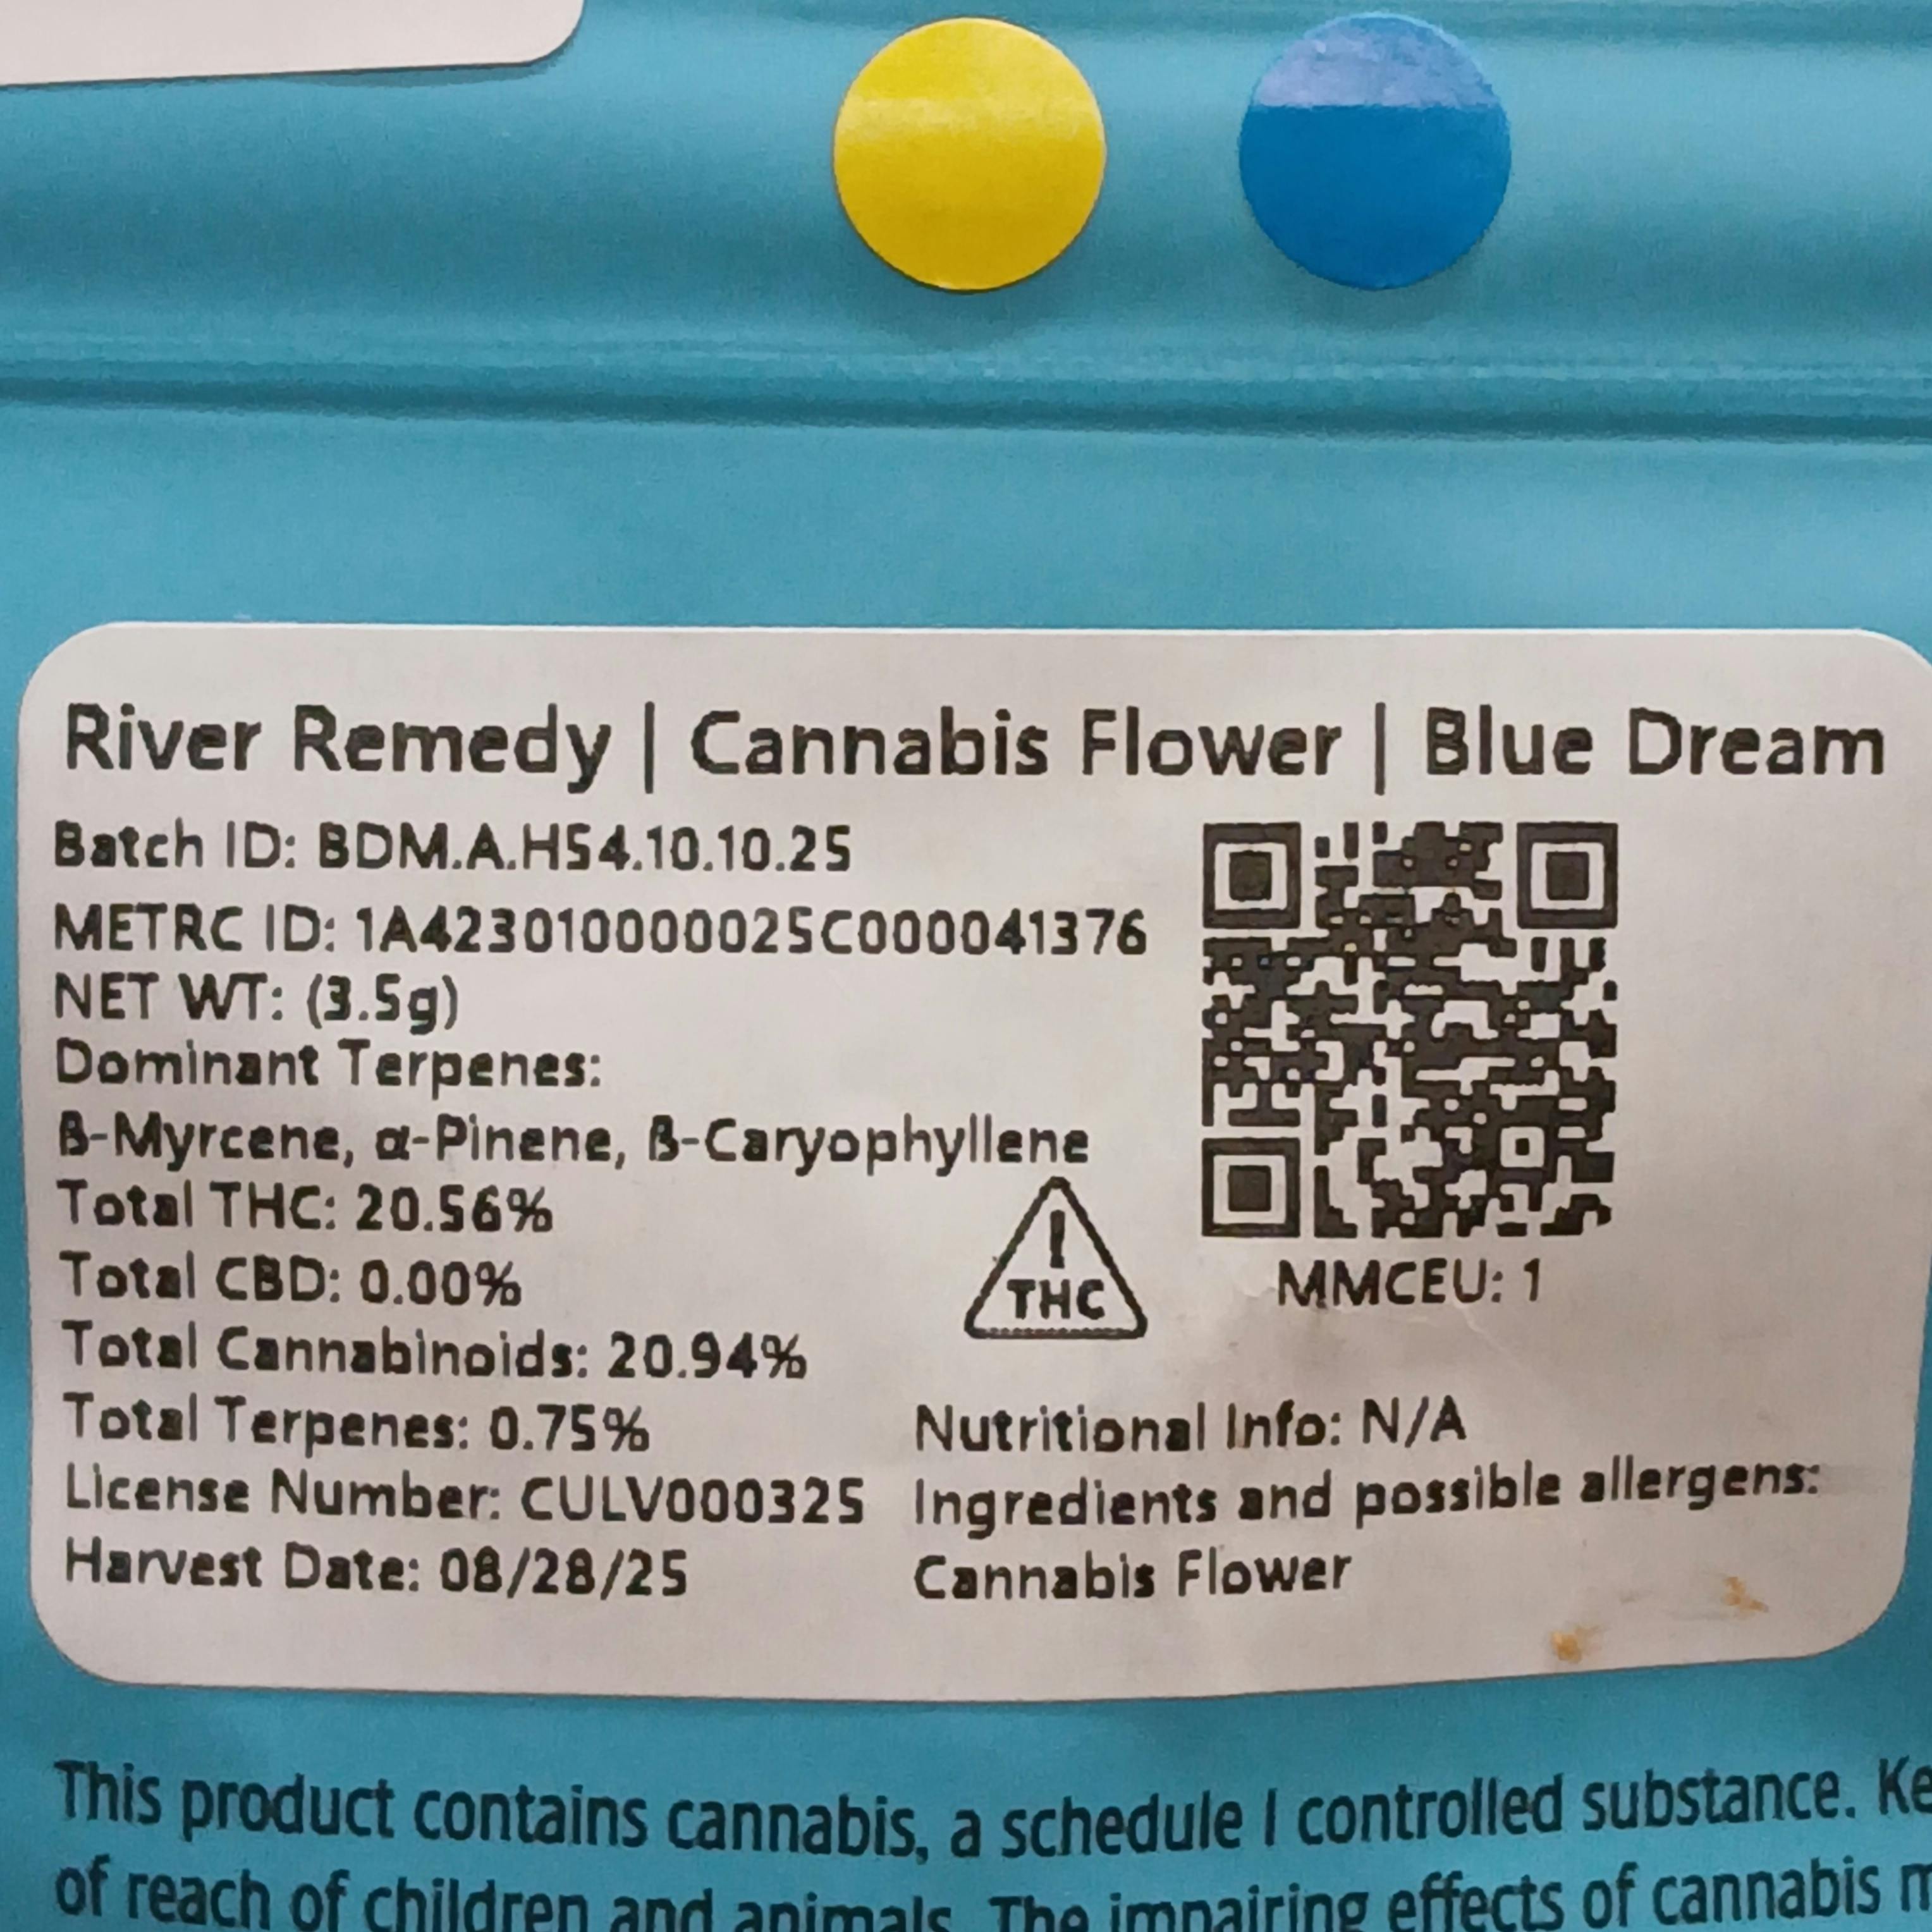 River Remedy | Cannabis Flower | Blue Dream
Batch ID: BDM.A.H54.10.10.25
METRC ID: 1A423010000025C000041376
NET WT: (3.5g)
Dominant Terpenes:
β-Myrcene, α-Pinene, β-Caryophyllene
Total THC: 20.56%
Total CBD: 0.00%
Total Cannabinoids: 20.94%
Total Terpenes: 0.75%
License Number: CULV000325
Harvest Date: 08/28/25
!
THC
MMCEU: 1
Nutritional Info: N/A
Ingredients and possible allergens:
Cannabis Flower
This product contains cannabis, a schedule I controlled substance. Ke
of reach of children and animals. The impairing effects of cannabis m